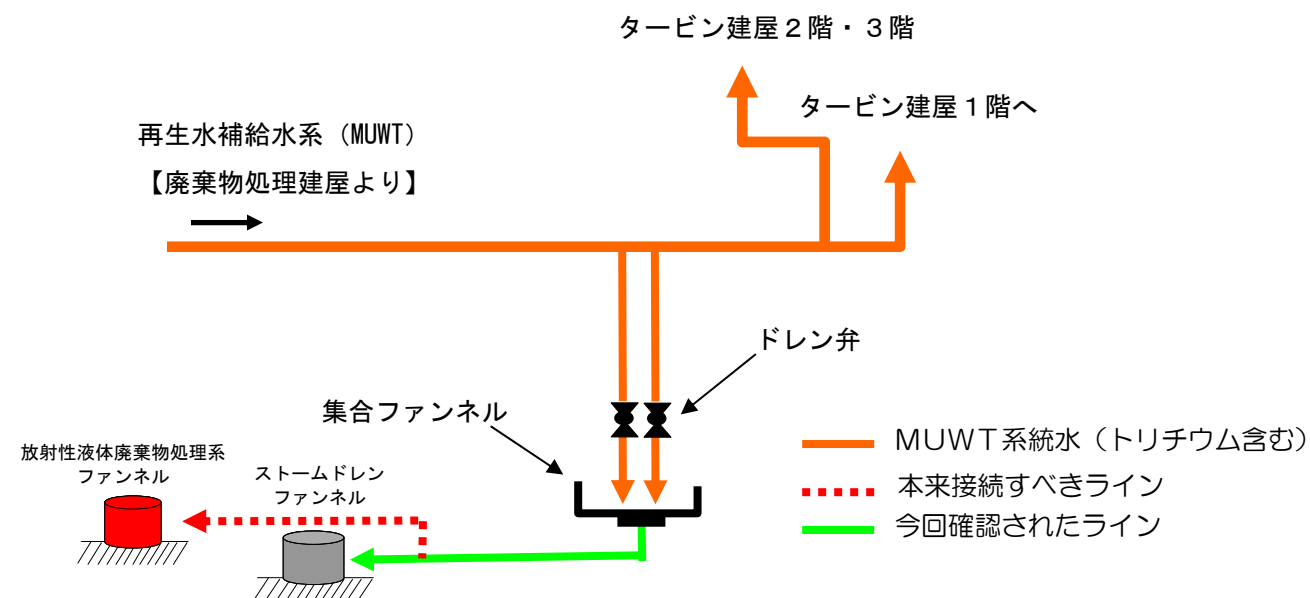 タービン建屋２階・３階
タービン建屋１階へ
再生水補給水系（MUWT）
【廃棄物処理建屋より】
ドレン弁
集合ファンネル
放射性液体廃棄物処理系
ファンネル
ストームドレン
ファンネル
ＭＵＷＴ系統水（トリチウム含む）
本来接続すべきライン
今回確認されたライン